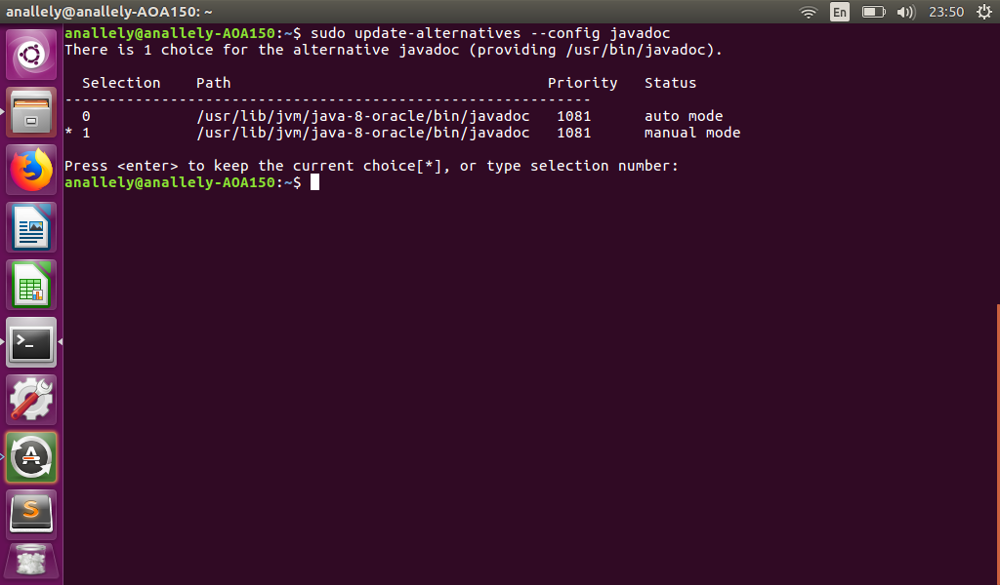 anallely@anallely-AOA150: ~
En
23:50
anallely@anallely-AOA150:~$ sudo update-alternatives --config javadoc
There is 1 choice for the alternative javadoc (providing /usr/bin/javadoc).
  Selection    Path                                    Priority   Status
------------------------------------------------------------
  0            /usr/lib/jvm/java-8-oracle/bin/javadoc   1081      auto mode
* 1            /usr/lib/jvm/java-8-oracle/bin/javadoc   1081      manual mode
Press <enter> to keep the current choice[*], or type selection number:
anallely@anallely-AOA150:~$
>_
A
S